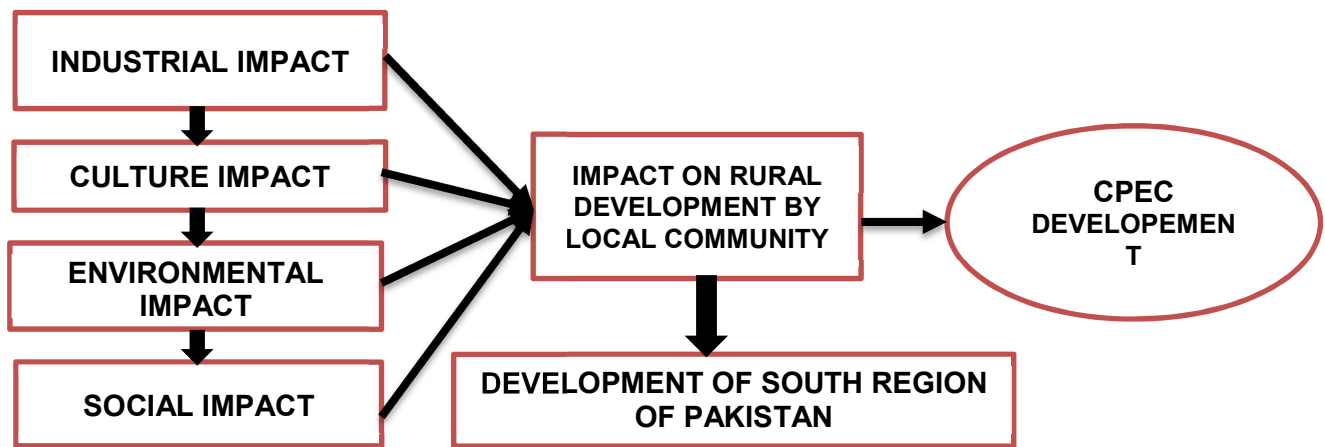 INDUSTRIAL IMPACT
CULTURE IMPACT
ENVIRONMENTAL
IMPACT
SOCIAL IMPACT
IMPACT ON RURAL
DEVELOPMENT BY
LOCAL COMMUNITY
DEVELOPMENT OF SOUTH REGION
OF PAKISTAN
CPEC
DEVELOPEMEN
T